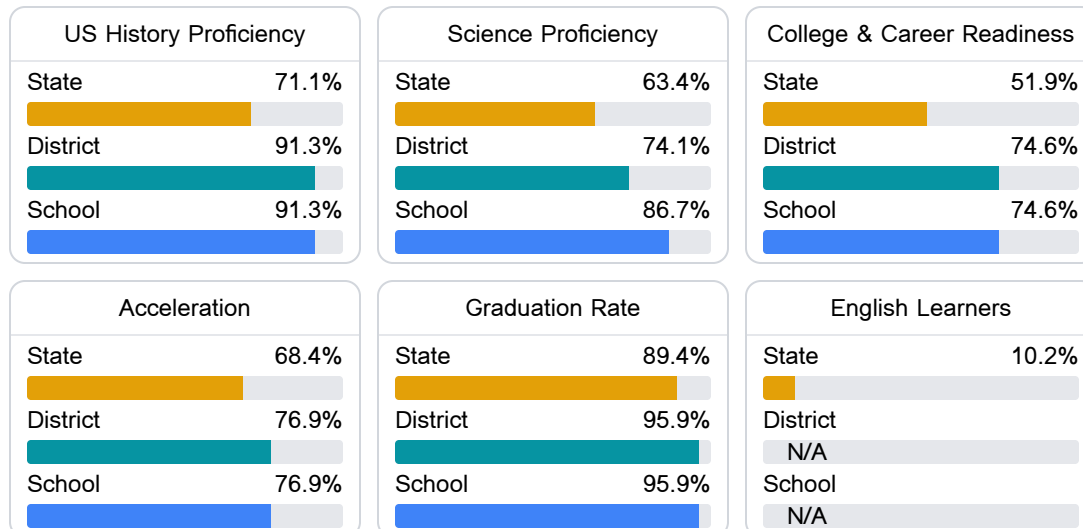 US History Proficiency
State 71.1%
District 91.3%
School 91.3%
Science Proficiency
State 63.4%
District 74.1%
School 86.7%
College & Career Readiness
State 51.9%
District 74.6%
School 74.6%
Acceleration
State 68.4%
District 76.9%
School 76.9%
Graduation Rate
State 89.4%
District 95.9%
School 95.9%
English Learners
State 10.2%
District
N/A
School
N/A